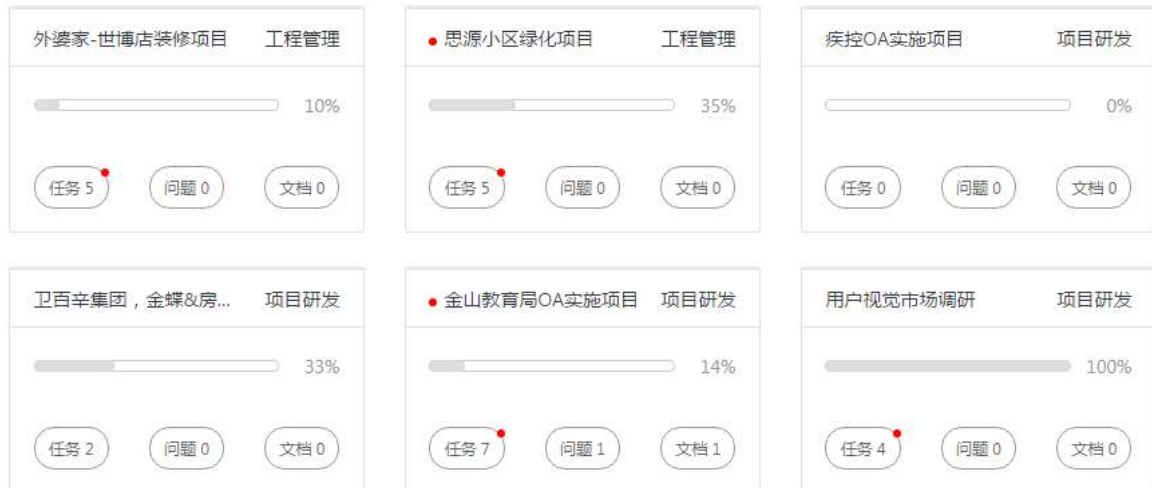 外婆家-世博店装修项目 工程管理
10%
任务 5 问题 0 文档 0
思源小区绿化项目 工程管理
35%
任务 5 问题 0 文档 0
疾控OA实施项目 项目研发
0%
任务 0 问题 0 文档 0
卫百辛集团，金蝶&房... 项目研发
33%
任务 2 问题 0 文档 0
金山教育局OA实施项目 项目研发
14%
任务 7 问题 1 文档 1
用户视觉市场调研 项目研发
100%
任务 4 问题 0 文档 0